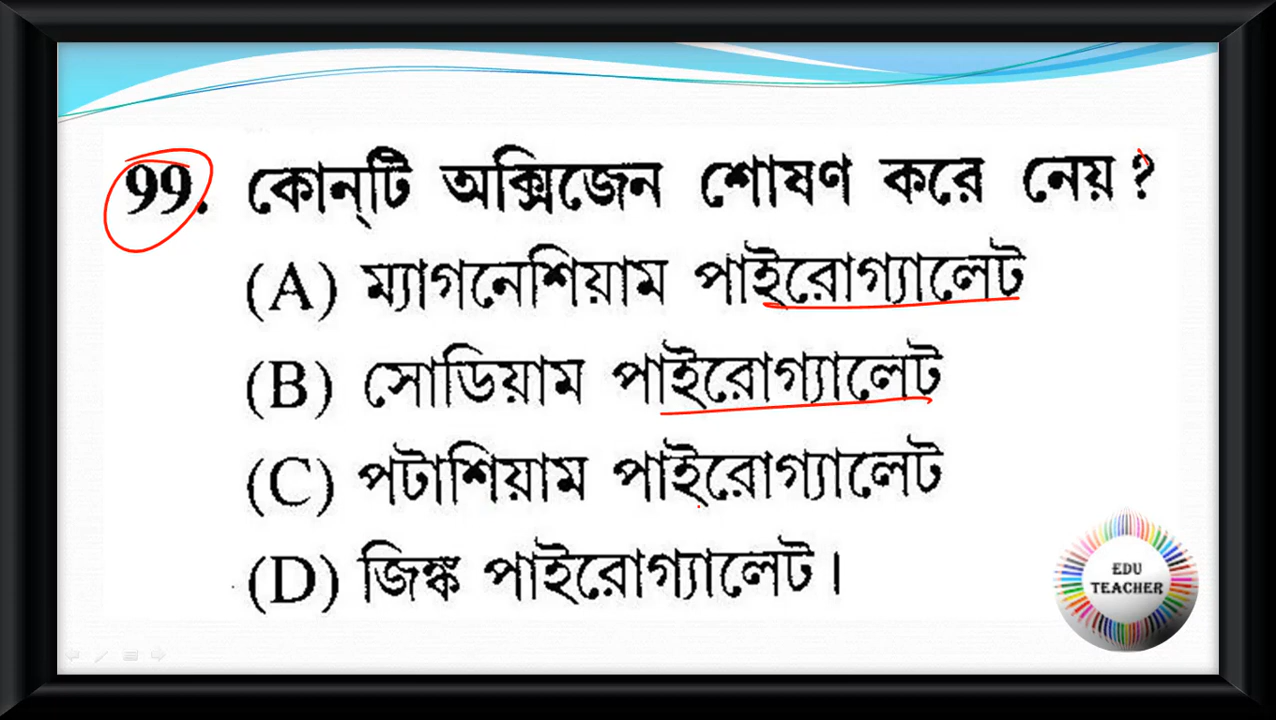 99. কোন্‌টি অক্সিজেন শোষণ করে নেয় ?
(A) ম্যাগনেশিয়াম পাইরোগ্যালেট
(B) সোডিয়াম পাইরোগ্যালেট
(C) পটাশিয়াম পাইরোগ্যালেট
(D) জিঙ্ক পাইরোগ্যালেট।
EDU
TEACHER